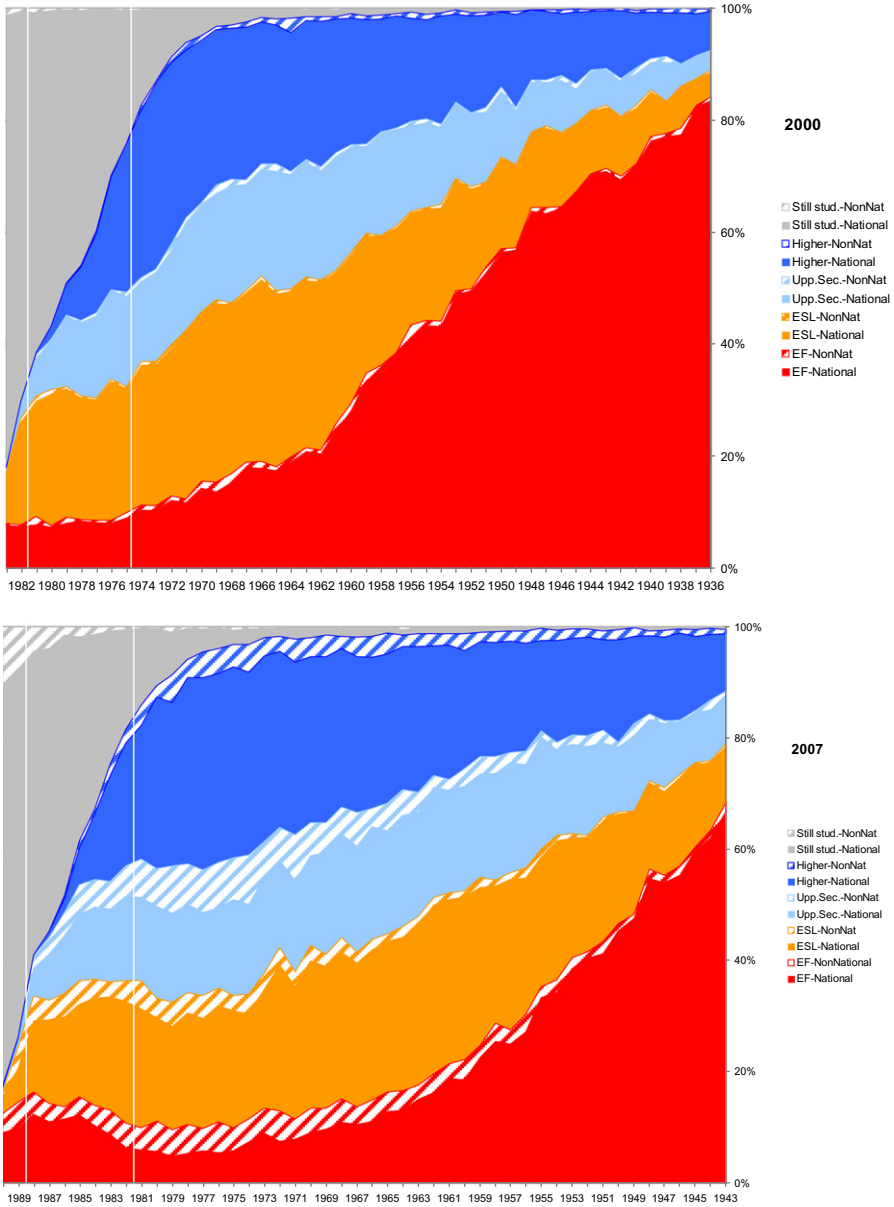 100%
80%
60%
40%
20%
0%
2000
Still stud.-NonNat
Still stud.-National
Higher-NonNat
Higher-National
Upp.Sec.-NonNat
Upp.Sec.-National
ESL-NonNat
ESL-National
EF-NonNat
EF-National
1982 1980 1978 1976 1974 1972 1970 1968 1966 1964 1962 1960 1958 1956 1954 1952 1950 1948 1946 1944 1942 1940 1938 1936
100%
80%
60%
40%
20%
0%
2007
Still stud.-NonNat
Still stud.-National
Higher-NonNat
Higher-National
Upp.Sec.-NonNat
Upp.Sec.-National
ESL-NonNat
ESL-National
EF-NonNational
EF-National
1989 1987 1985 1983 1981 1979 1977 1975 1973 1971 1969 1967 1965 1963 1961 1959 1957 1955 1953 1951 1949 1947 1945 1943